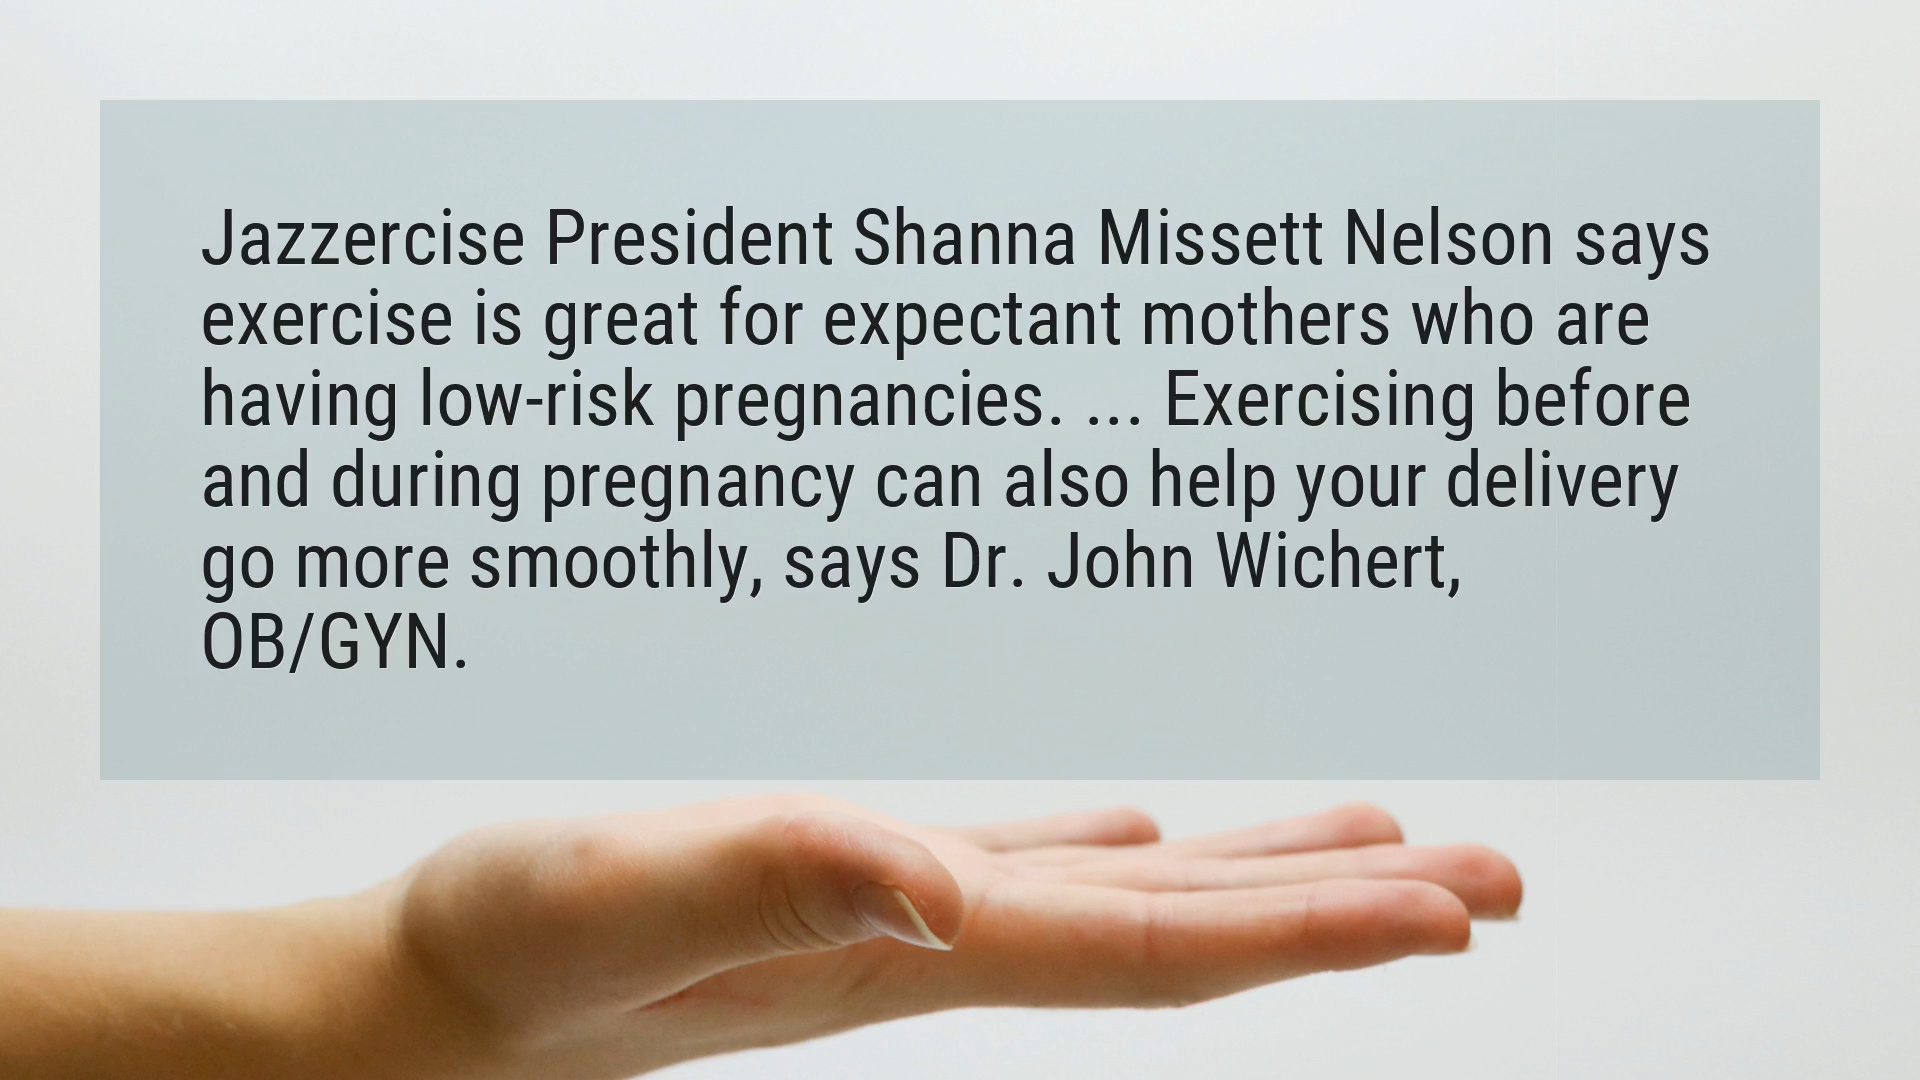 Jazzercise President Shanna Missett Nelson says
exercise is great for expectant mothers who are
having low-risk pregnancies. ... Exercising before
and during pregnancy can also help your delivery
go more smoothly, says Dr. John Wichert,
OB/GYN.